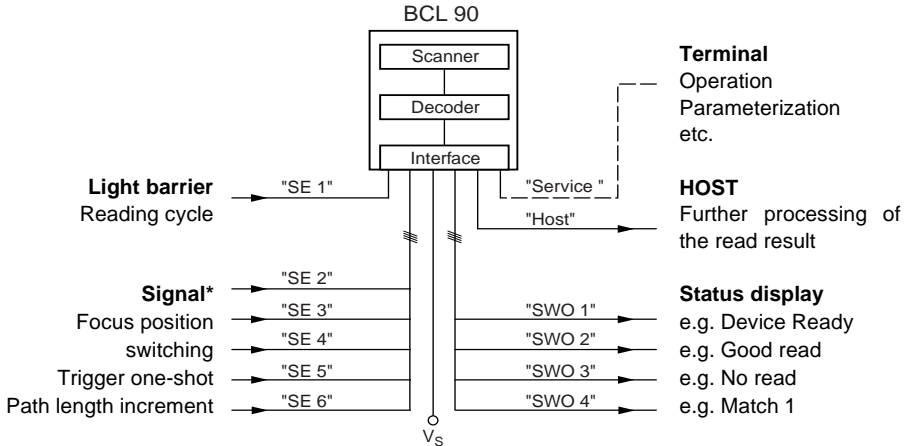 BCL 90
Scanner
Decoder
Interface
Terminal
Operation
Parameterization
etc.
Light barrier
Reading cycle
"SE 1"
"Service "
"Host"
HOST
Further processing of
the read result
Signal*
Focus position
switching
Trigger one-shot
Path length increment
"SE 2"
"SE 3"
"SE 4"
"SE 5"
"SE 6"
VS
"SWO 1"
"SWO 2"
"SWO 3"
"SWO 4"
Status display
e.g. Device Ready
e.g. Good read
e.g. No read
e.g. Match 1